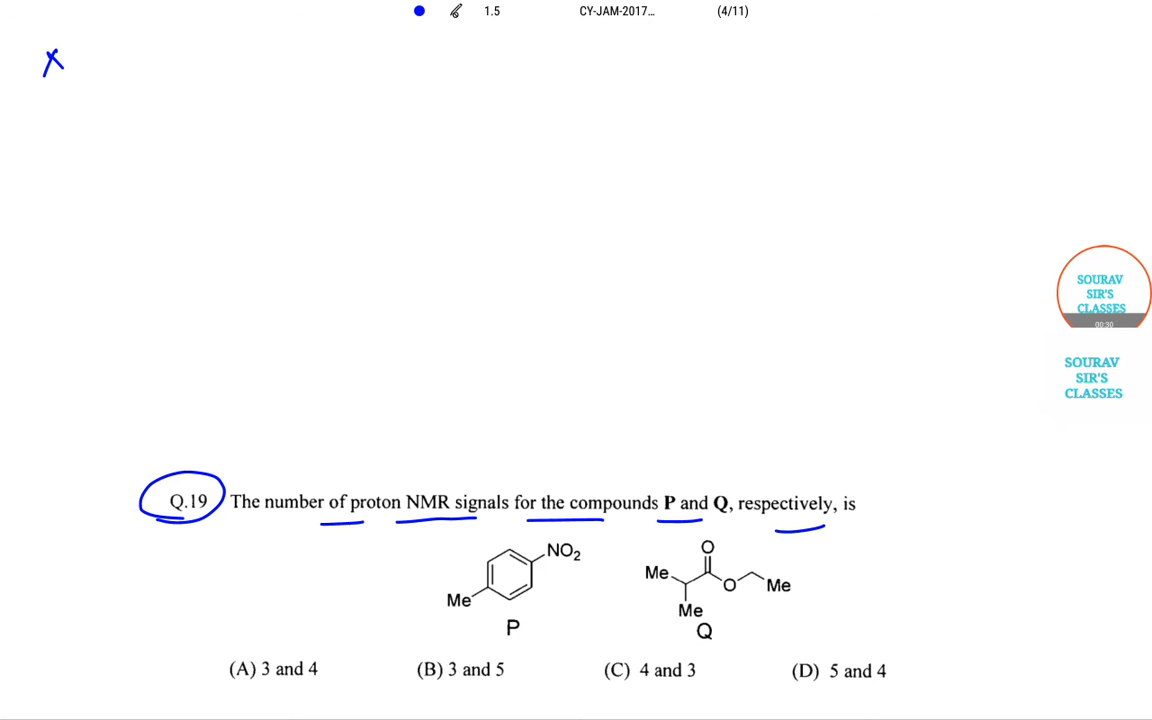 1.5 CY-JAM-2017... (4/11)
X
SOURAV
SIR'S
CLASSES
00:30
SOURAV
SIR'S
CLASSES
Q.19 The number of proton NMR signals for the compounds P and Q, respectively, is
NO2
Me
P
O
Me
O
Me
Me
Q
(A) 3 and 4 (B) 3 and 5 (C) 4 and 3 (D) 5 and 4